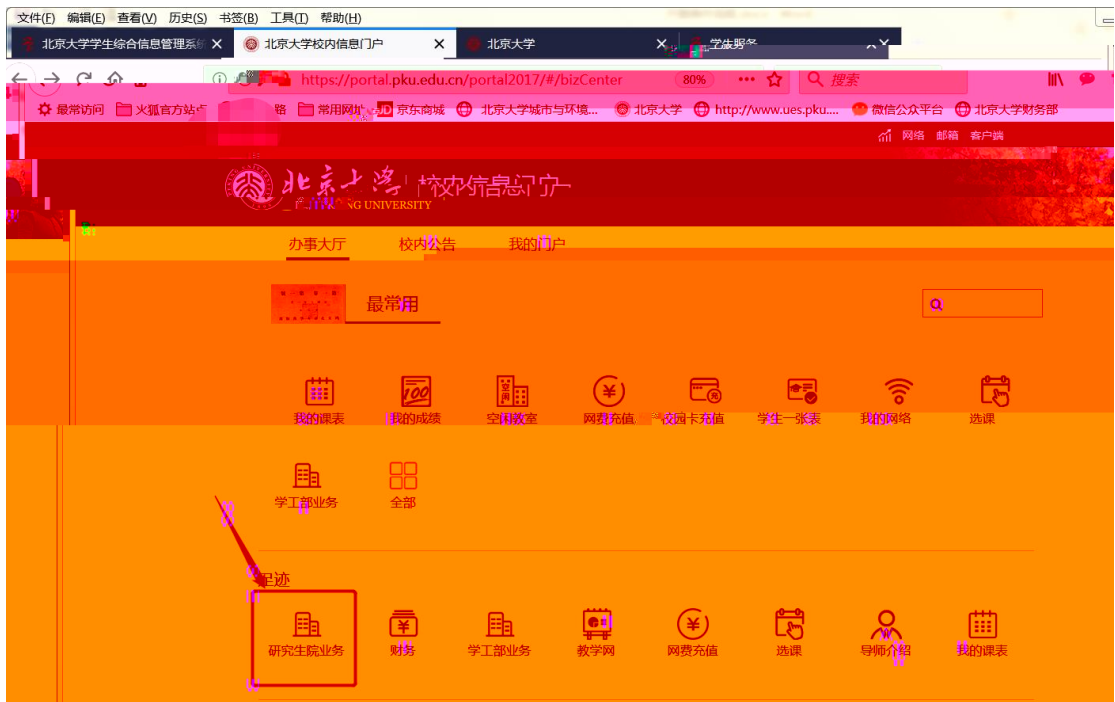 文件(F) 编辑(E) 查看(V) 历史(S) 书签(B) 工具(T) 帮助(H)
北京大学学生综合信息管理系统 × 北京大学校内信息门户 × 北京大学 ×
https://portal.pku.edu.cn/portal2017/#/bizCenter 80% ••• 搜索
最常访问 火狐官方站点 常用网址 JD 京东商城 北京大学城市与环境... 北京大学 http://www.ues.pku.... 微信公众平台 北京大学财务部
网络 邮箱 客户端
北京大学 校内信息门户
UNIVERSITY
办事大厅 校内公告 我的门户
最常用
我的课表 我的成绩 空闲教室 网费充值 校园卡充值 学生一张表 我的网络 选课
学工部业务 全部
足迹
研究生院业务 财务 学工部业务 教学网 网费充值 选课 导师介绍 我的课表